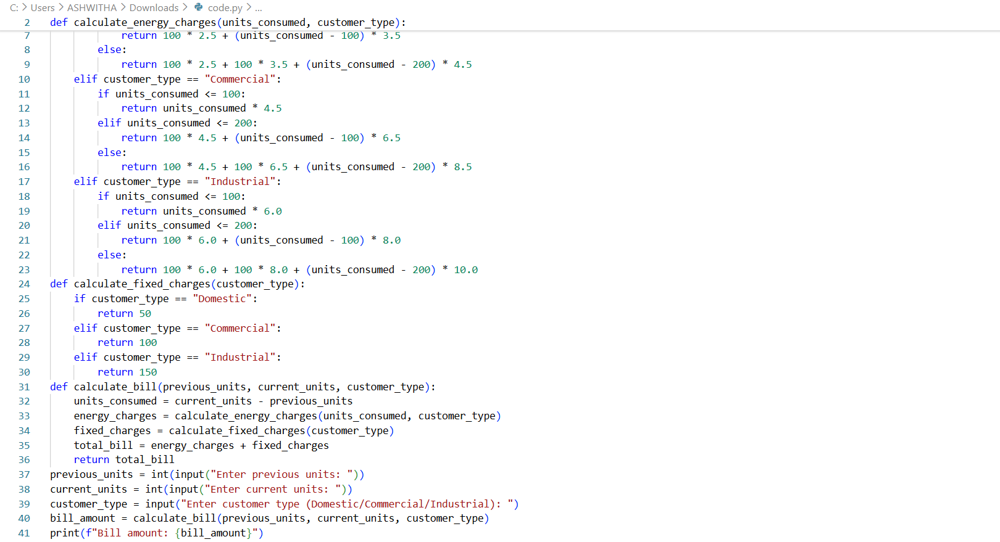 C: > Users > ASHWITHA > Downloads > code.py > ...
2 def calculate_energy_charges(units_consumed, customer_type):
7 return 100 * 2.5 + (units_consumed - 100) * 3.5
8 else:
9 return 100 * 2.5 + 100 * 3.5 + (units_consumed - 200) * 4.5
10 elif customer_type == "Commercial":
11 if units_consumed <= 100:
12 return units_consumed * 4.5
13 elif units_consumed <= 200:
14 return 100 * 4.5 + (units_consumed - 100) * 6.5
15 else:
16 return 100 * 4.5 + 100 * 6.5 + (units_consumed - 200) * 8.5
17 elif customer_type == "Industrial":
18 if units_consumed <= 100:
19 return units_consumed * 6.0
20 elif units_consumed <= 200:
21 return 100 * 6.0 + (units_consumed - 100) * 8.0
22 else:
23 return 100 * 6.0 + 100 * 8.0 + (units_consumed - 200) * 10.0
24 def calculate_fixed_charges(customer_type):
25 if customer_type == "Domestic":
26 return 50
27 elif customer_type == "Commercial":
28 return 100
29 elif customer_type == "Industrial":
30 return 150
31 def calculate_bill(previous_units, current_units, customer_type):
32 units_consumed = current_units - previous_units
33 energy_charges = calculate_energy_charges(units_consumed, customer_type)
34 fixed_charges = calculate_fixed_charges(customer_type)
35 total_bill = energy_charges + fixed_charges
36 return total_bill
37 previous_units = int(input("Enter previous units: "))
38 current_units = int(input("Enter current units: "))
39 customer_type = input("Enter customer type (Domestic/Commercial/Industrial): ")
40 bill_amount = calculate_bill(previous_units, current_units, customer_type)
41 print(f"Bill amount: {bill_amount}")